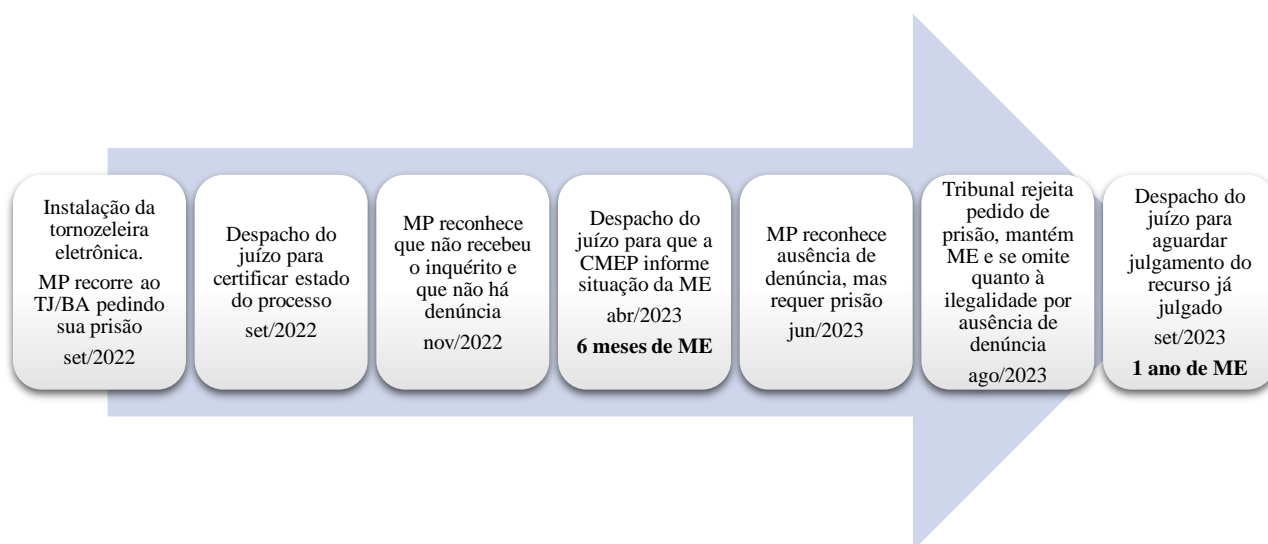 Instalação da
tornozeleira
eletrônica.
MP recorre ao
TJ/BA pedindo
sua prisão
set/2022
Despacho do
juízo para
certificar estado
do processo
set/2022
MP reconhece
que não recebeu
o inquérito e
que não há
denúncia
nov/2022
Despacho do
juízo para que a
CMEP informe
situação da ME
abr/2023
6 meses de ME
MP reconhece
ausência de
denúncia, mas
requer prisão
jun/2023
Tribunal rejeita
pedido de
prisão, mantém
ME e se omite
quanto à
ilegalidade por
ausência de
denúncia
ago/2023
Despacho do
juízo para
aguardar
julgamento do
recurso já
julgado
set/2023
1 ano de ME